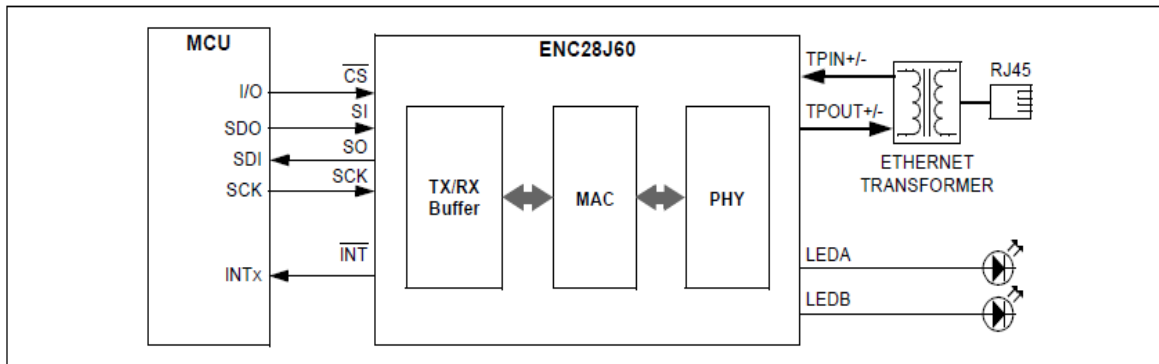 MCU
I/O
SDO
SDI
SCK
INTx
CS
SI
SO
SCK
INT
ENC28J60
TX/RX
Buffer
MAC
PHY
TPIN+/-
TPOUT+/-
RJ45
ETHERNET
TRANSFORMER
LEDA
LEDB